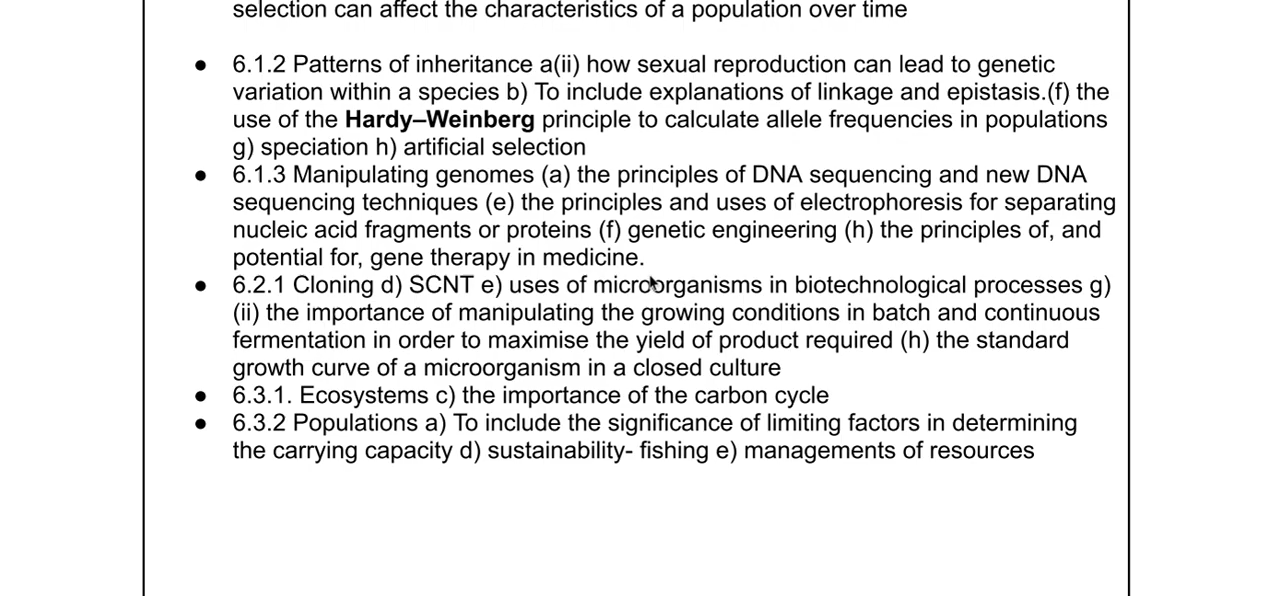 selection can affect the characteristics of a population over time
● 6.1.2 Patterns of inheritance a(ii) how sexual reproduction can lead to genetic
variation within a species b) To include explanations of linkage and epistasis.(f) the
use of the Hardy–Weinberg principle to calculate allele frequencies in populations
g) speciation h) artificial selection
● 6.1.3 Manipulating genomes (a) the principles of DNA sequencing and new DNA
sequencing techniques (e) the principles and uses of electrophoresis for separating
nucleic acid fragments or proteins (f) genetic engineering (h) the principles of, and
potential for, gene therapy in medicine.
● 6.2.1 Cloning d) SCNT e) uses of microorganisms in biotechnological processes g)
(ii) the importance of manipulating the growing conditions in batch and continuous
fermentation in order to maximise the yield of product required (h) the standard
growth curve of a microorganism in a closed culture
● 6.3.1. Ecosystems c) the importance of the carbon cycle
● 6.3.2 Populations a) To include the significance of limiting factors in determining
the carrying capacity d) sustainability- fishing e) managements of resources